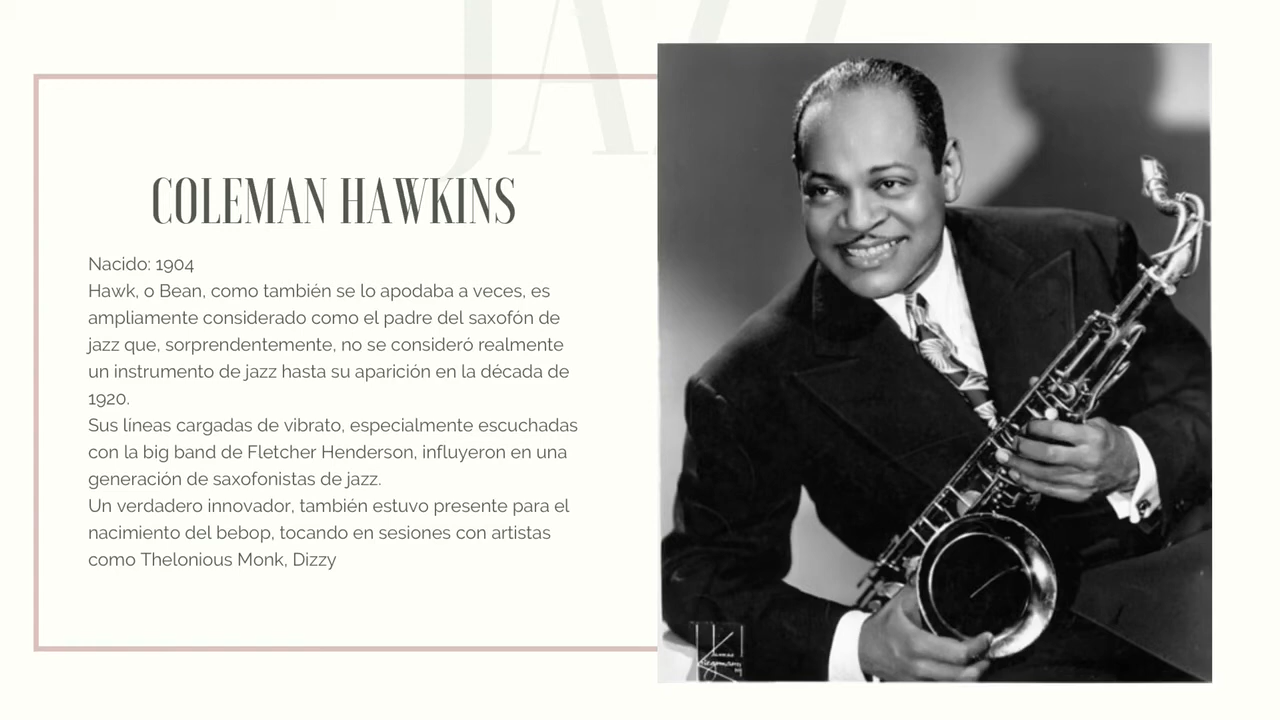 JAZZ
COLEMAN HAWKINS
Nacido: 1904
Hawk, o Bean, como también se lo apodaba a veces, es
ampliamente considerado como el padre del saxofón de
jazz que, sorprendentemente, no se consideró realmente
un instrumento de jazz hasta su aparición en la década de
1920.
Sus líneas cargadas de vibrato, especialmente escuchadas
con la big band de Fletcher Henderson, influyeron en una
generación de saxofonistas de jazz.
Un verdadero innovador, también estuvo presente para el
nacimiento del bebop, tocando en sesiones con artistas
como Thelonious Monk, Dizzy